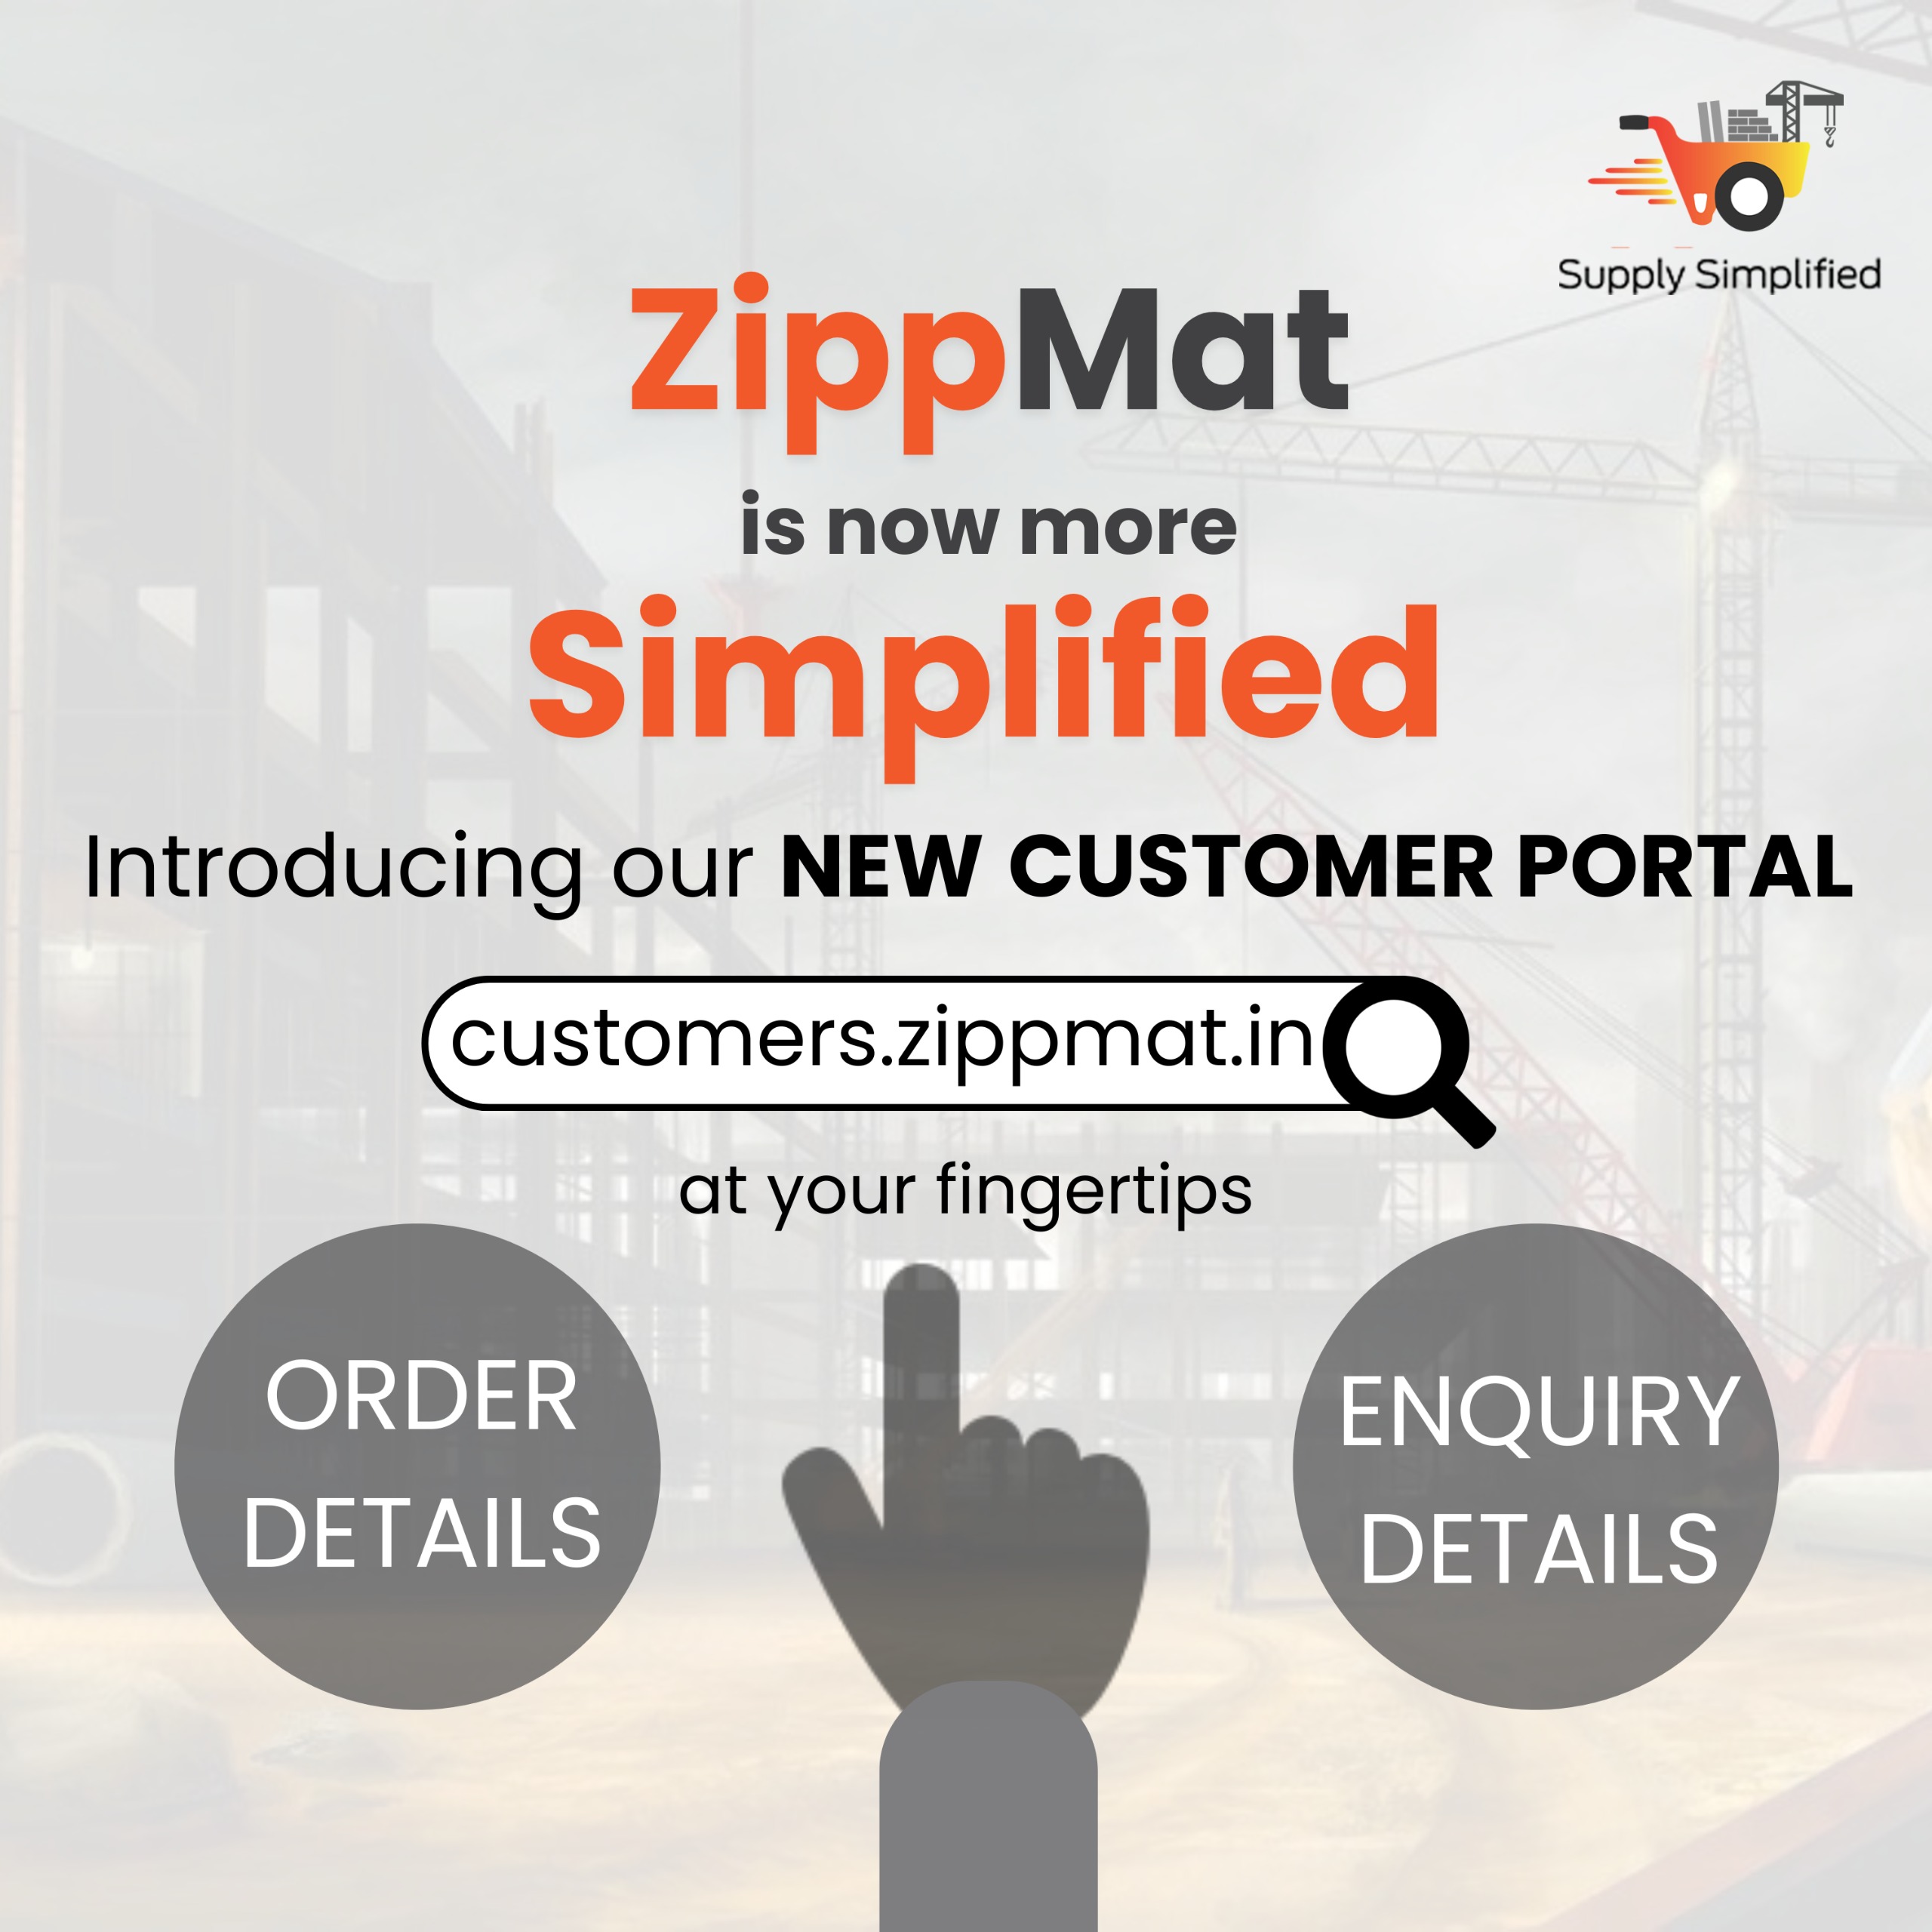 Supply Simplified
ZippMat
is now more
Simplified
Introducing our NEW CUSTOMER PORTAL
customers.zippmat.in
at your fingertips
ORDER
DETAILS
ENQUIRY
DETAILS